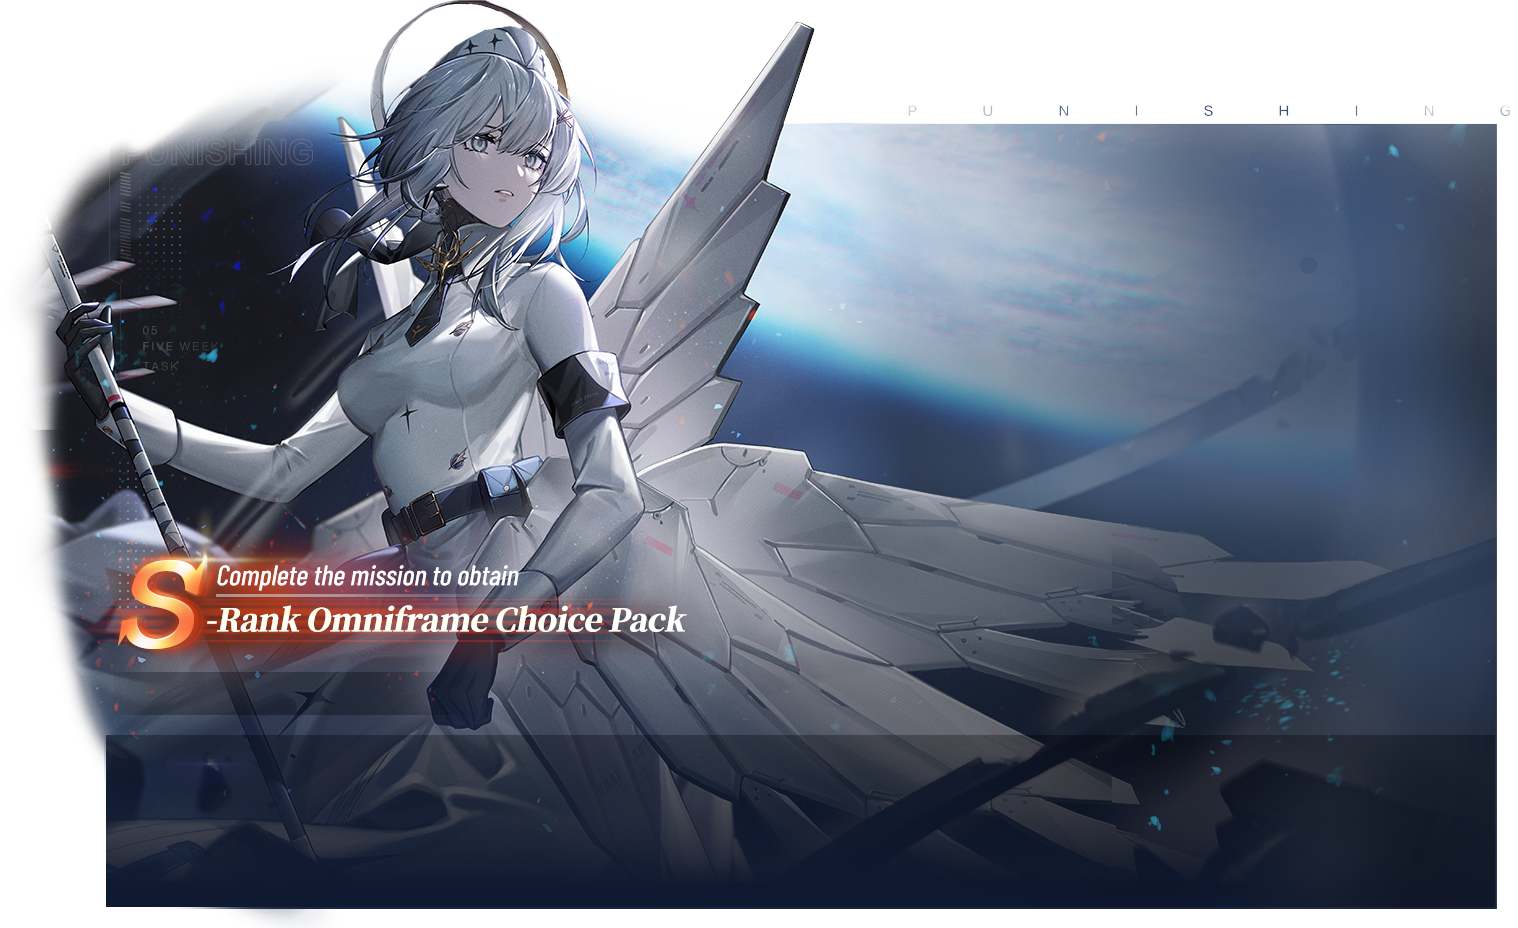 P U N I S H I N G
PUNISHING
05
FIVE WEEK
TASK
Complete the mission to obtain
S-Rank Omniframe Choice Pack